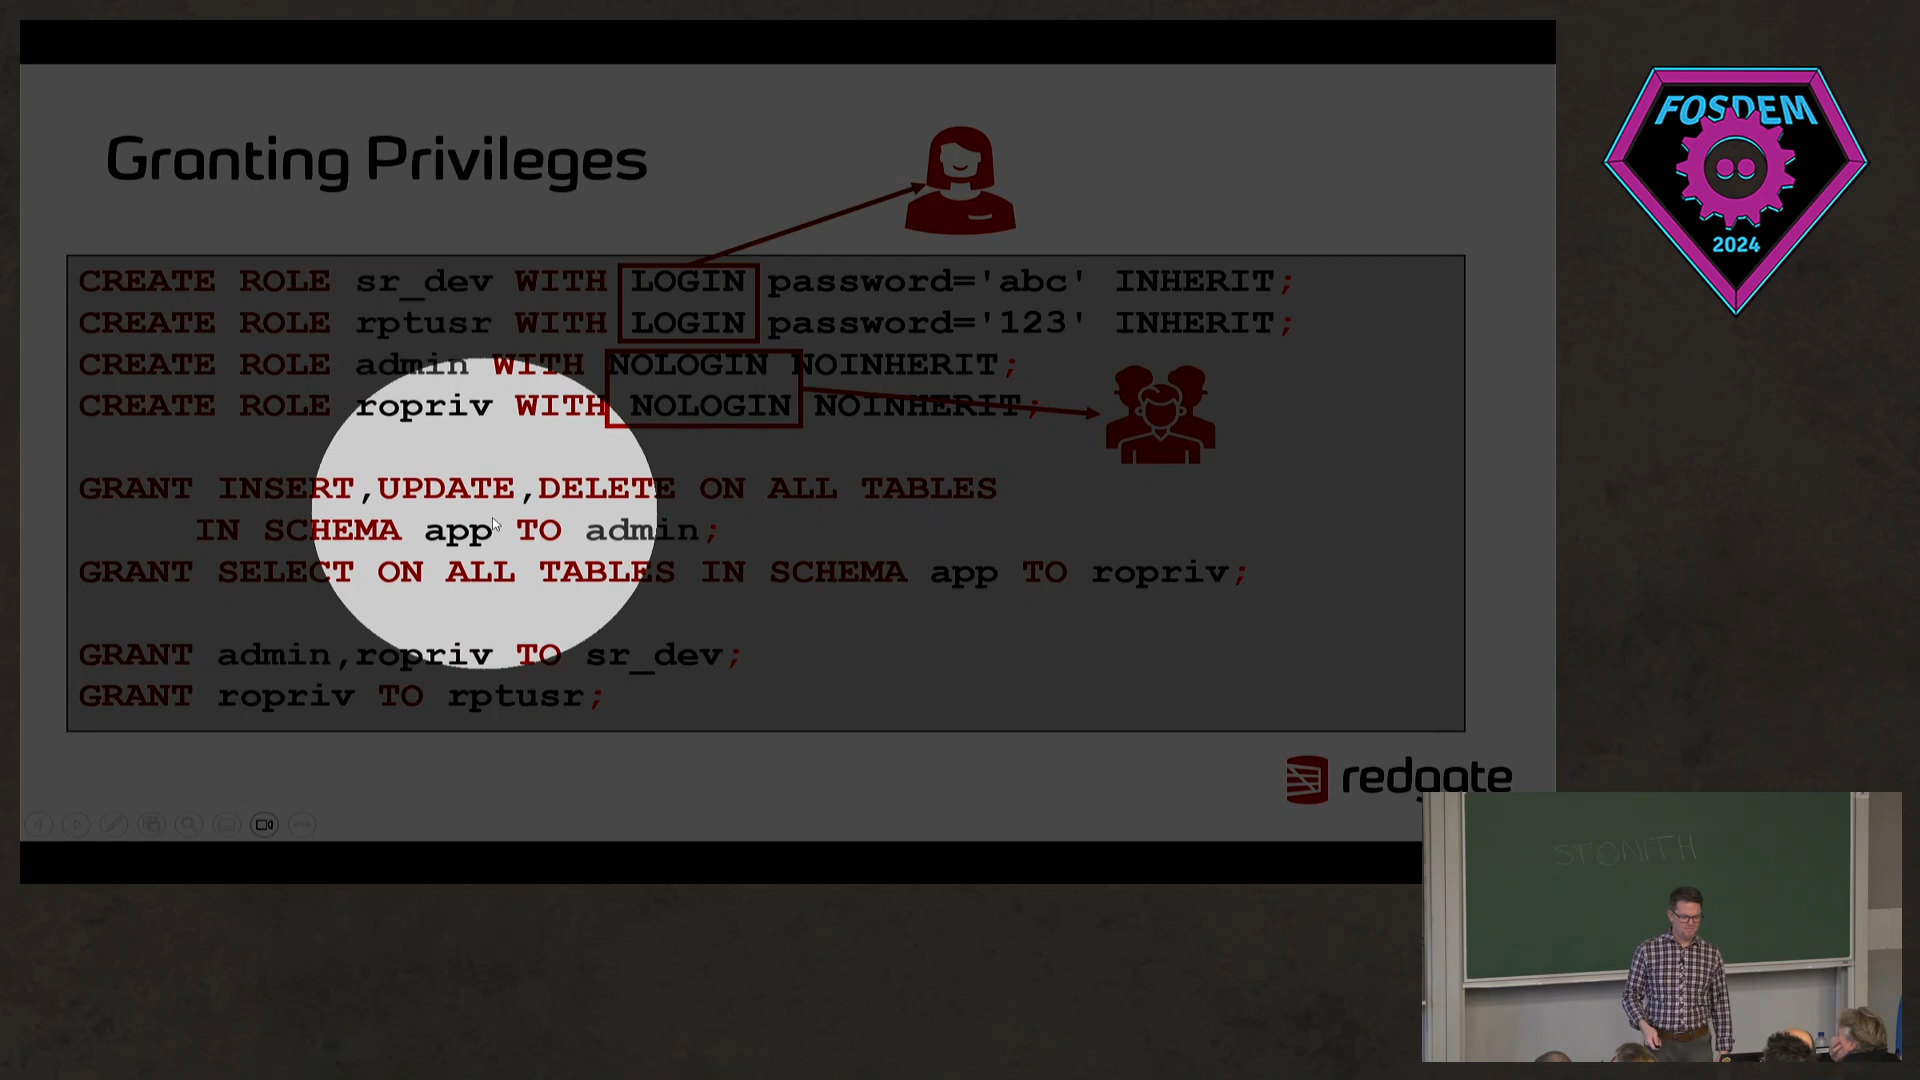 Granting Privileges
CREATE ROLE sr_dev WITH LOGIN password='abc' INHERIT;
CREATE ROLE rptusr WITH LOGIN password='123' INHERIT;
CREATE ROLE admin WITH NOLOGIN NOINHERIT;
CREATE ROLE ropriv WITH NOLOGIN NOINHERIT;
GRANT INSERT,UPDATE,DELETE ON ALL TABLES
IN SCHEMA app TO admin;
GRANT SELECT ON ALL TABLES IN SCHEMA app TO ropriv;
GRANT admin,ropriv TO sr_dev;
GRANT ropriv TO rptusr;
redgate
FOSDEM
2024
STONITH